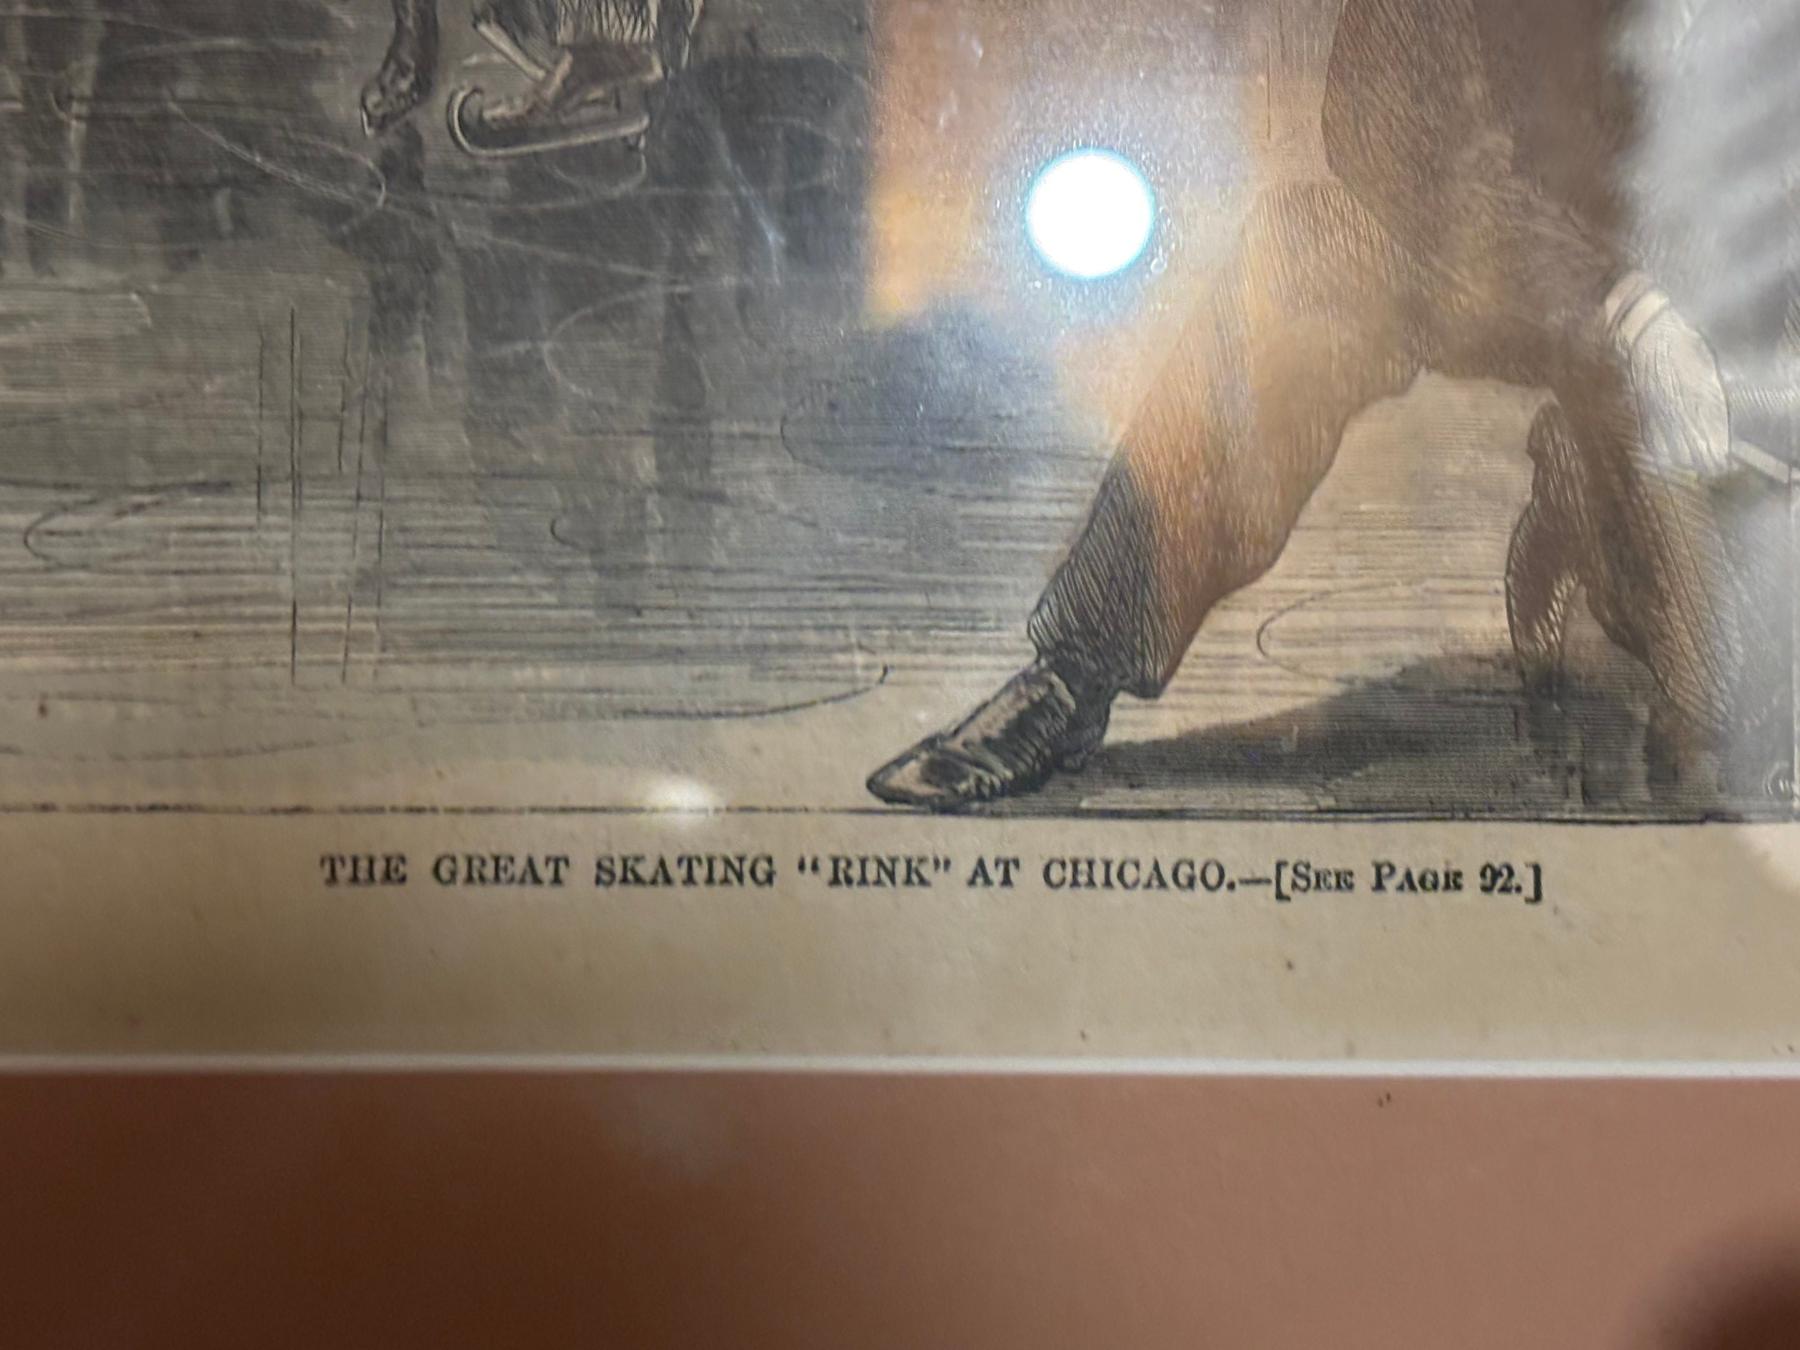 THE GREAT SKATING “RINK” AT CHICAGO.—[See Page 92.]